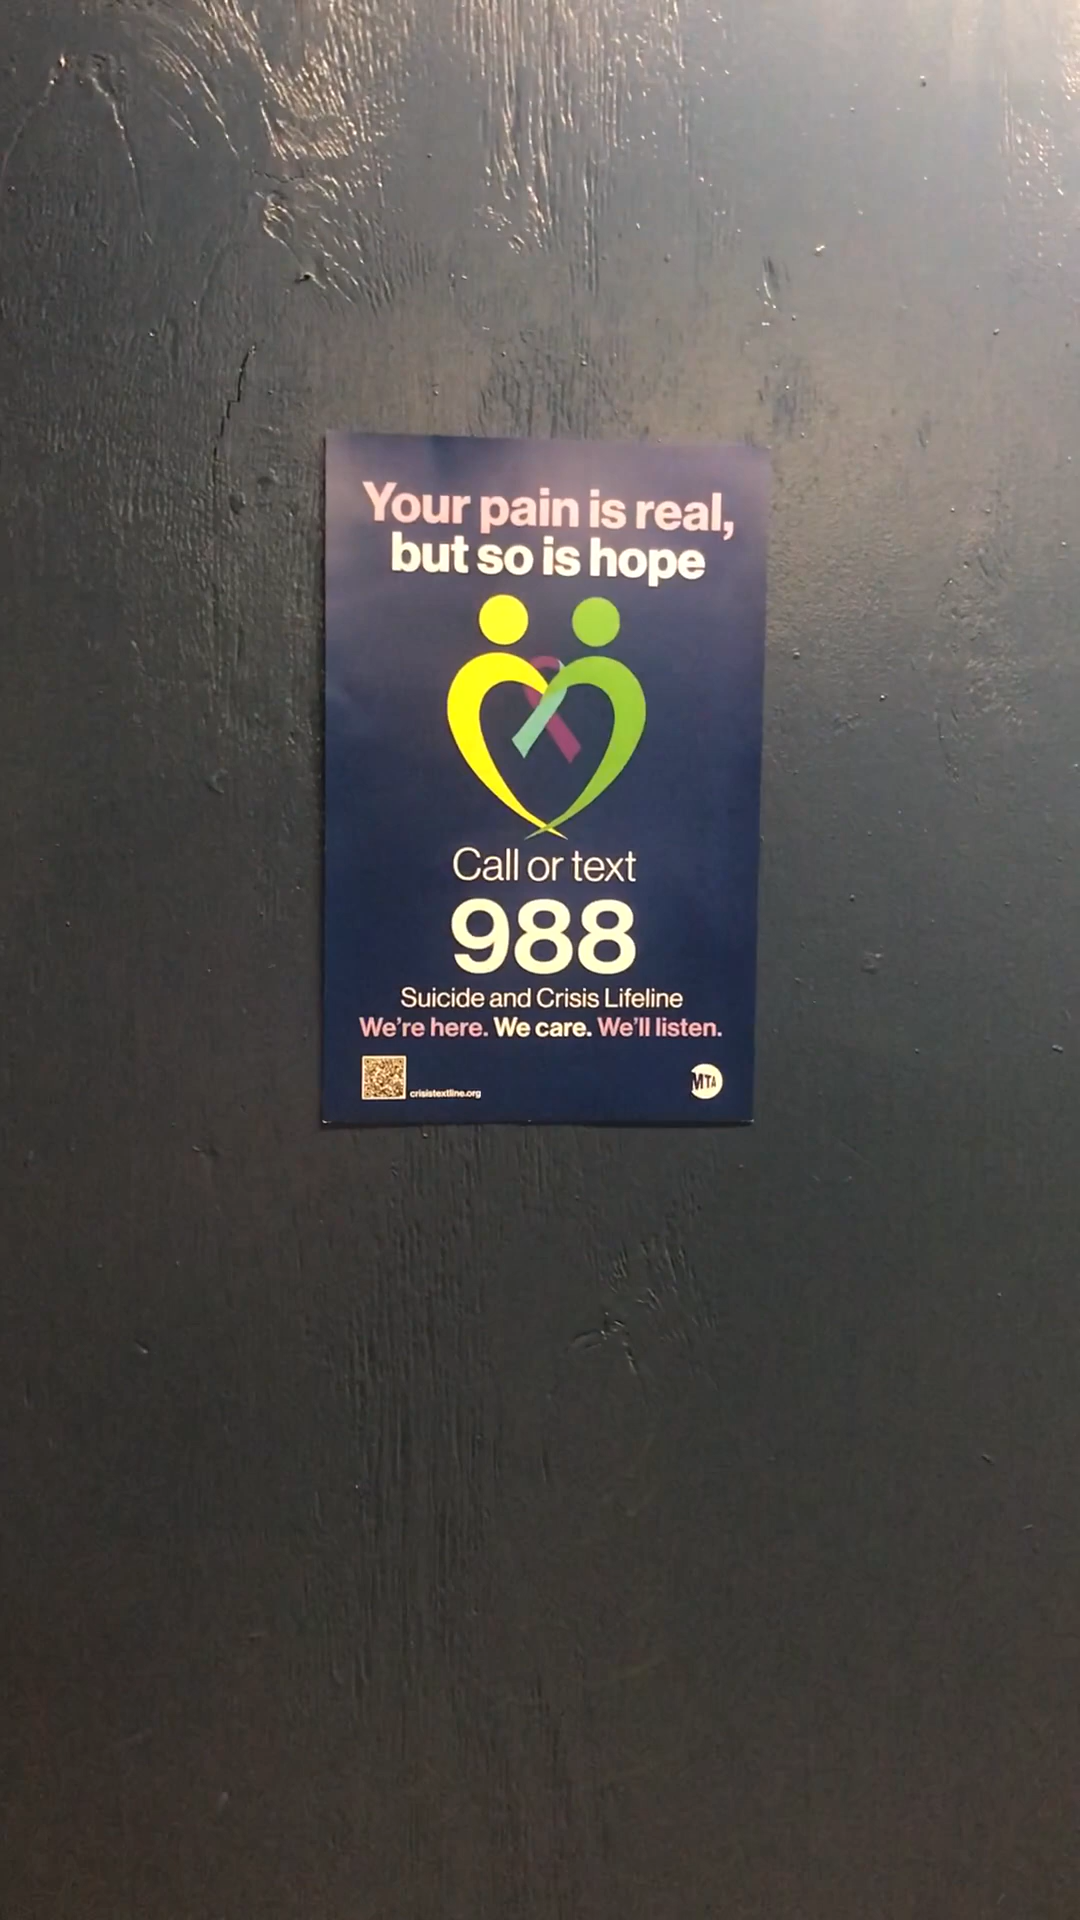 Your pain is real,
but so is hope
Call or text
988
Suicide and Crisis Lifeline
We're here. We care. We'll listen.
crisistextline.org
MTA